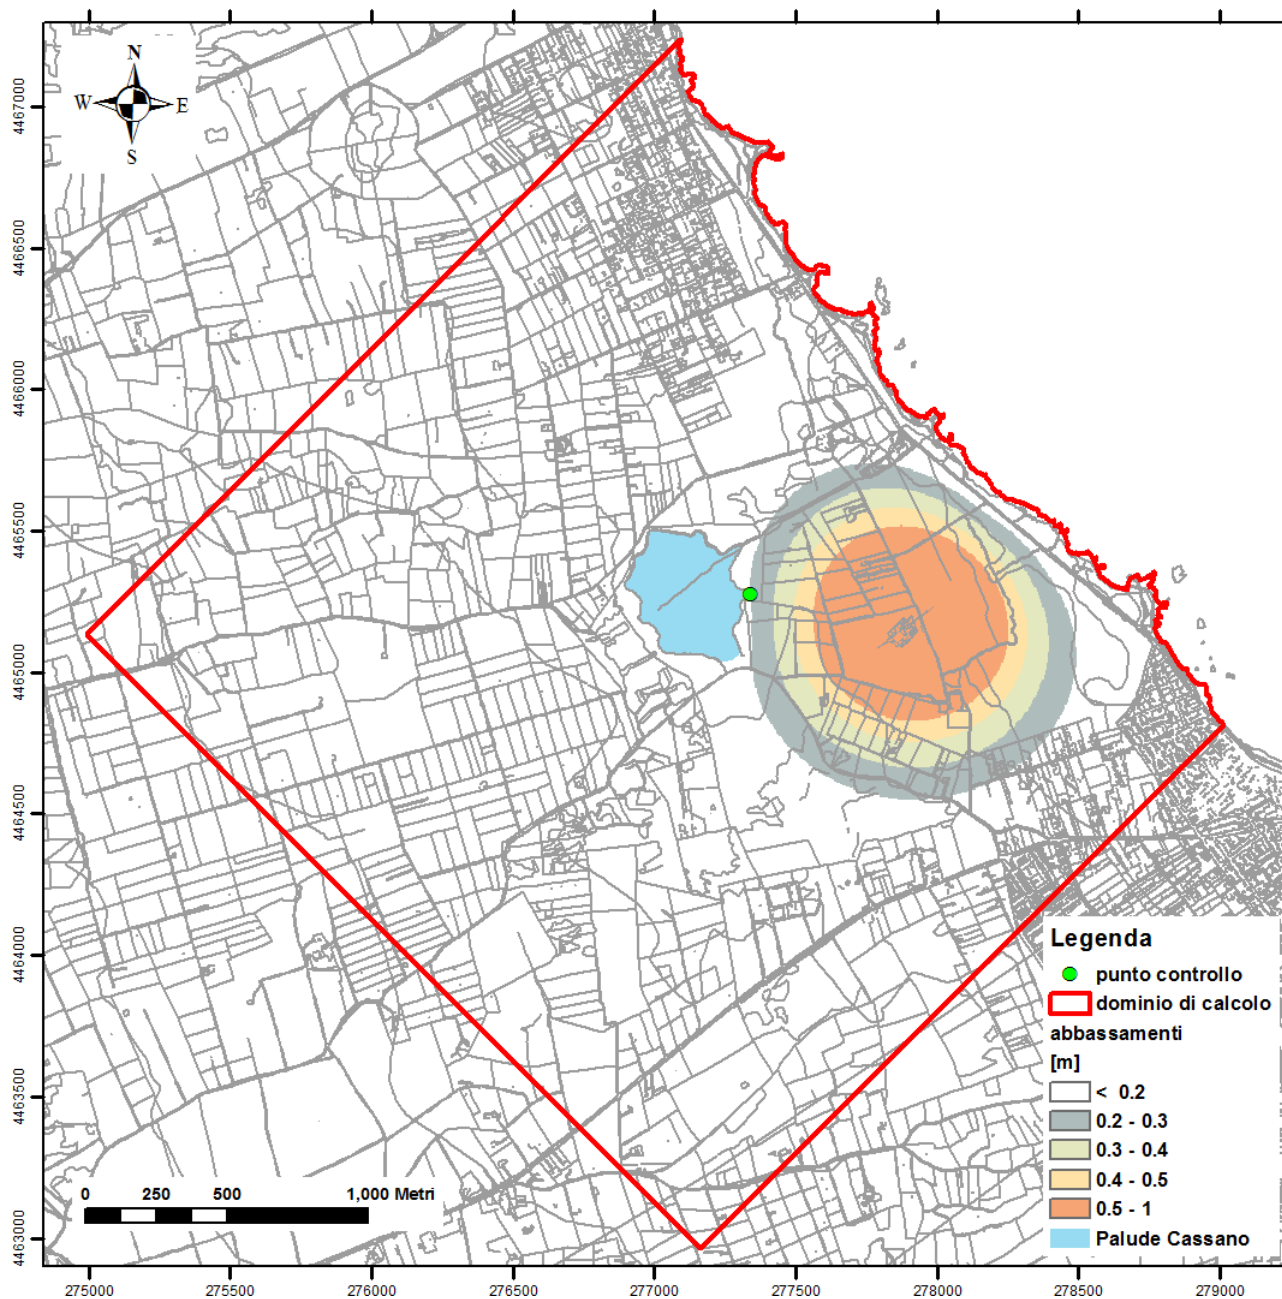 N
W E
S
4467000
4466500
4466000
4465500
4465000
4464500
4464000
4463500
4463000
Legenda
punto controllo
dominio di calcolo
abbassamenti
[m]
< 0.2
0.2 - 0.3
0.3 - 0.4
0.4 - 0.5
0.5 - 1
Palude Cassano
0 250 500 1,000 Metri
275000 275500 276000 276500 277000 277500 278000 278500 279000